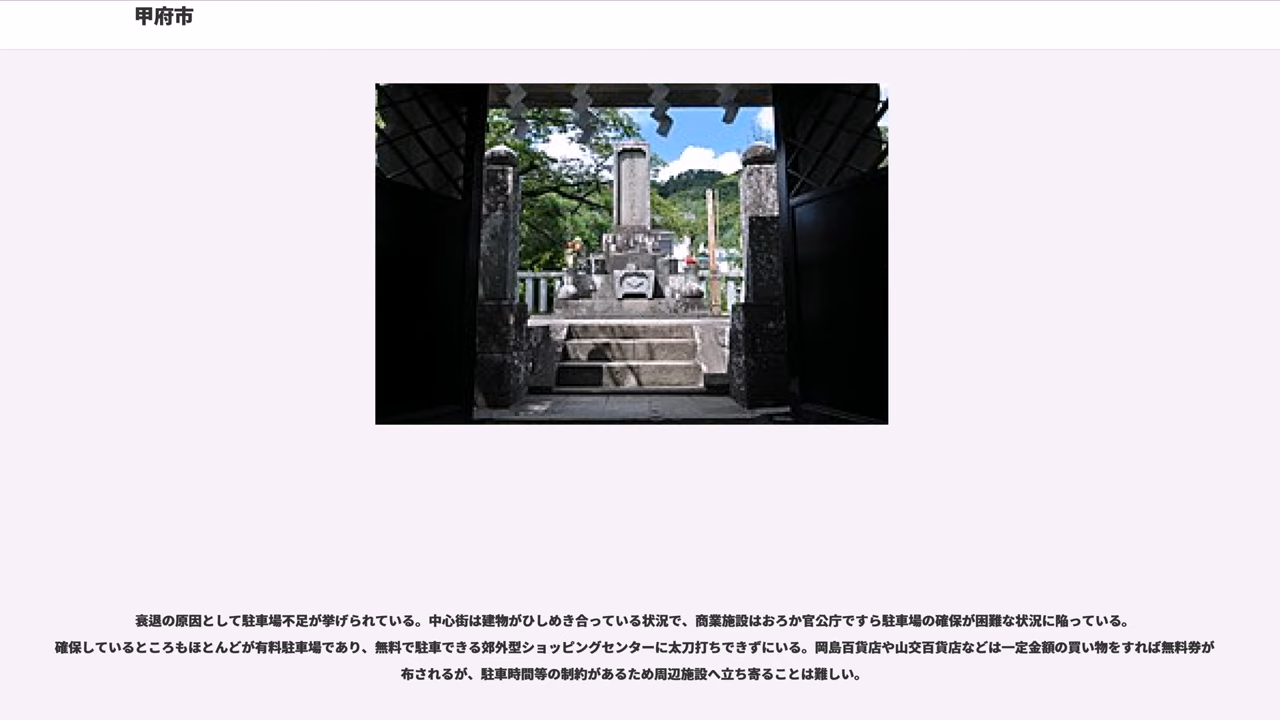 甲府市
衰退の原因として駐車場不足が挙げられている。中心街は建物がひしめき合っている状況で、商業施設はおろか官公庁ですら駐車場の確保が困難な状況に陥っている。
確保しているところもほとんどが有料駐車場であり、無料で駐車できる郊外型ショッピングセンターに太刀打ちできずにいる。岡島百貨店や山交百貨店などは一定金額の買い物をすれば無料券が
布されるが、駐車時間等の制約があるため周辺施設へ立ち寄ることは難しい。